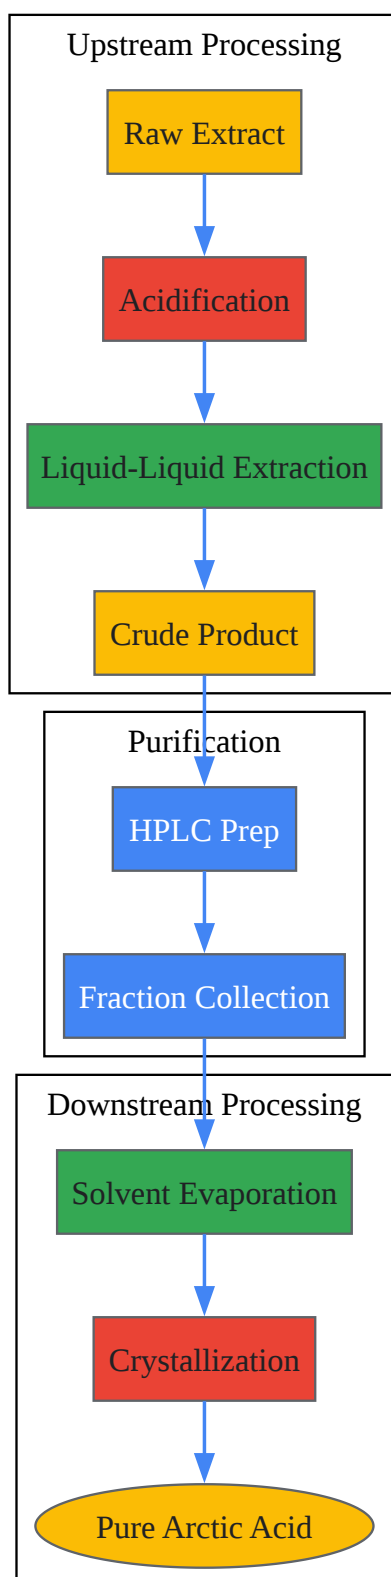 Upstream Processing
Raw Extract
Acidification
Liquid-Liquid Extraction
Crude Product
Purification
HPLC Prep
Fraction Collection
Downstream Processing
Solvent Evaporation
Crystallization
Pure Arctic Acid